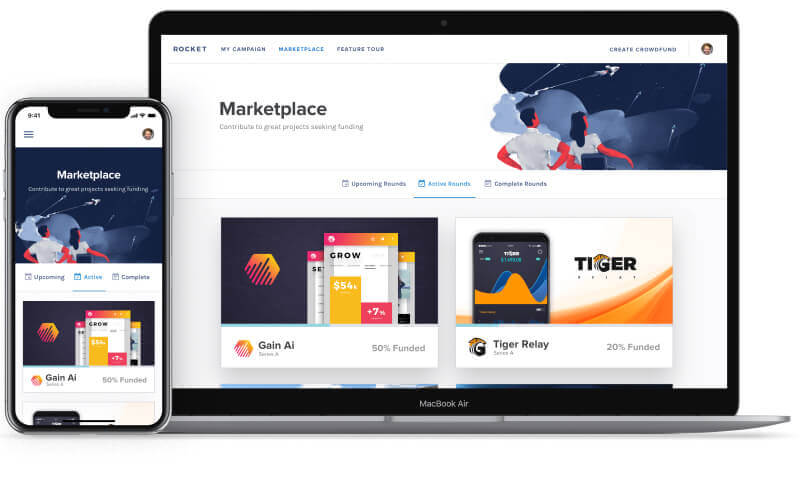 ROCKET
MY CAMPAIGN
MARKETPLACE
FEATURE TOUR
CREATE CROWDFUND
Marketplace
Contribute to great projects seeking funding
Upcoming Rounds
Active Rounds
Complete Rounds
GROW
$54k
+7%
TIGER
TIGER
RELAY
Gain Ai
Series A
50% Funded
Tiger Relay
Series A
20% Funded
MacBook Air
9:41
Marketplace
Contribute to great projects seeking funding
Upcoming
Active
Complete
GROW
$54k
+7%
Gain Ai
Series A
50% Funded